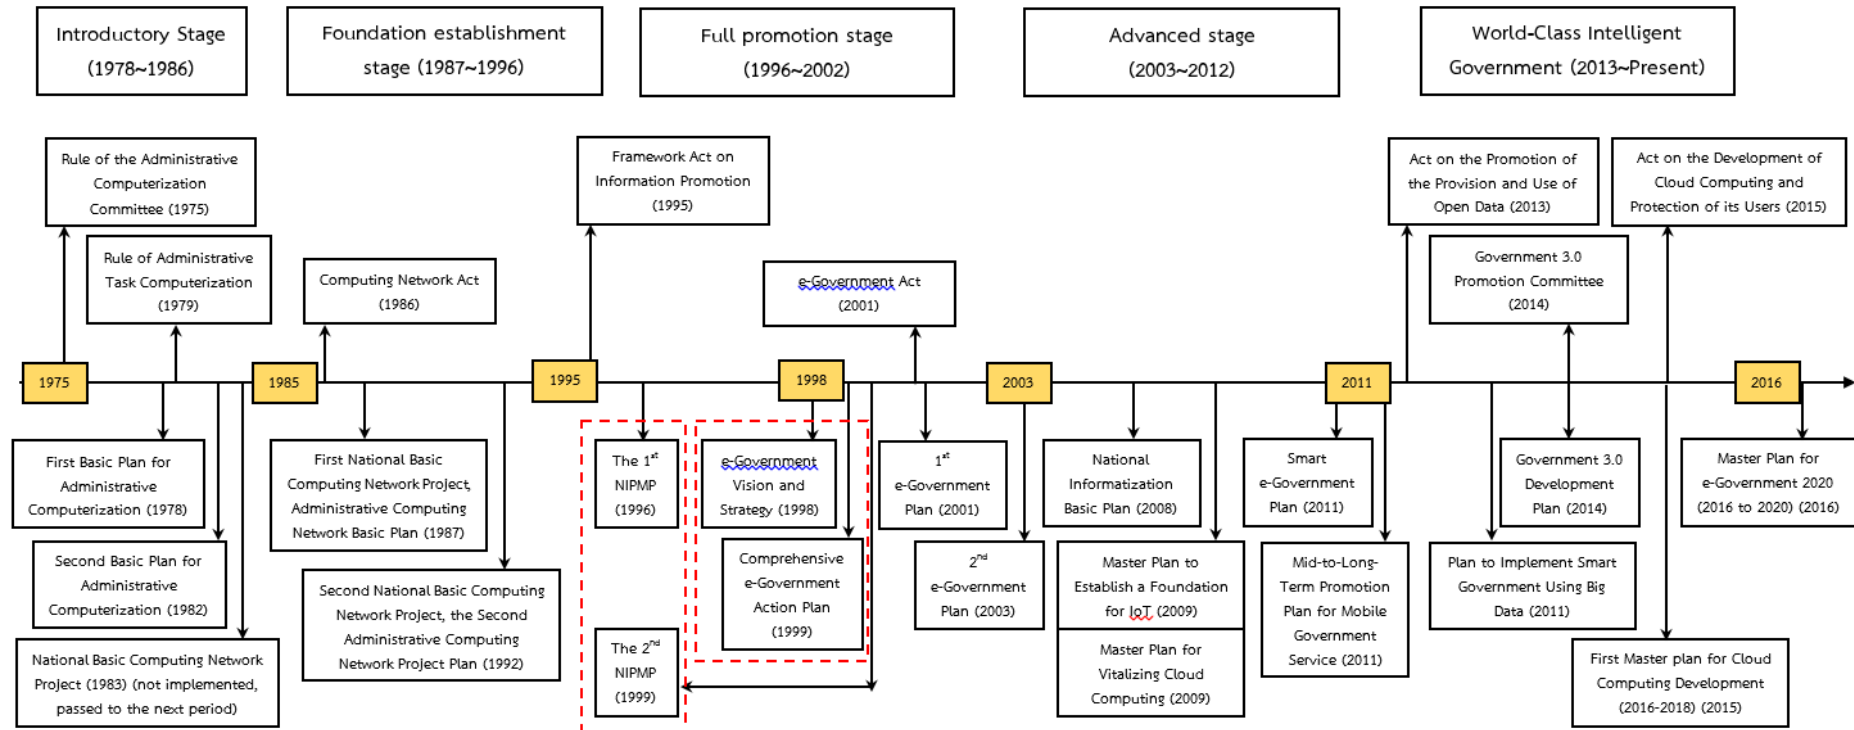 Introductory Stage
(1978~1986)
Foundation establishment
stage (1987~1996)
Full promotion stage
(1996~2002)
Advanced stage
(2003~2012)
World-Class Intelligent
Government (2013~Present)
Rule of the Administrative
Computerization
Committee (1975)
Rule of Administrative
Task Computerization
(1979)
Computing Network Act
(1986)
Framework Act on
Information Promotion
(1995)
e-Government Act
(2001)
Act on the Promotion of
the Provision and Use of
Open Data (2013)
Government 3.0
Promotion Committee
(2014)
Act on the Development of
Cloud Computing and
Protection of its Users (2015)
1975
1985
1995
1998
2003
2011
2016
First Basic Plan for
Administrative
Computerization (1978)
Second Basic Plan for
Administrative
Computerization (1982)
National Basic Computing Network
Project (1983) (not implemented,
passed to the next period)
First National Basic
Computing Network Project,
Administrative Computing
Network Basic Plan (1987)
Second National Basic Computing
Network Project, the Second
Administrative Computing
Network Project Plan (1992)
The 1st
NIPMP
(1996)
The 2nd
NIPMP
(1999)
e-Government
Vision and
Strategy (1998)
Comprehensive
e-Government
Action Plan
(1999)
1st
e-Government
Plan (2001)
2nd
e-Government
Plan (2003)
National
Informatization
Basic Plan (2008)
Master Plan to
Establish a Foundation
for IoT (2009)
Master Plan for
Vitalizing Cloud
Computing (2009)
Smart
e-Government
Plan (2011)
Mid-to-Long-
Term Promotion
Plan for Mobile
Government
Service (2011)
Government 3.0
Development
Plan (2014)
Plan to Implement Smart
Government Using Big
Data (2011)
First Master plan for Cloud
Computing Development
(2016-2018) (2015)
Master Plan for
e-Government 2020
(2016 to 2020) (2016)